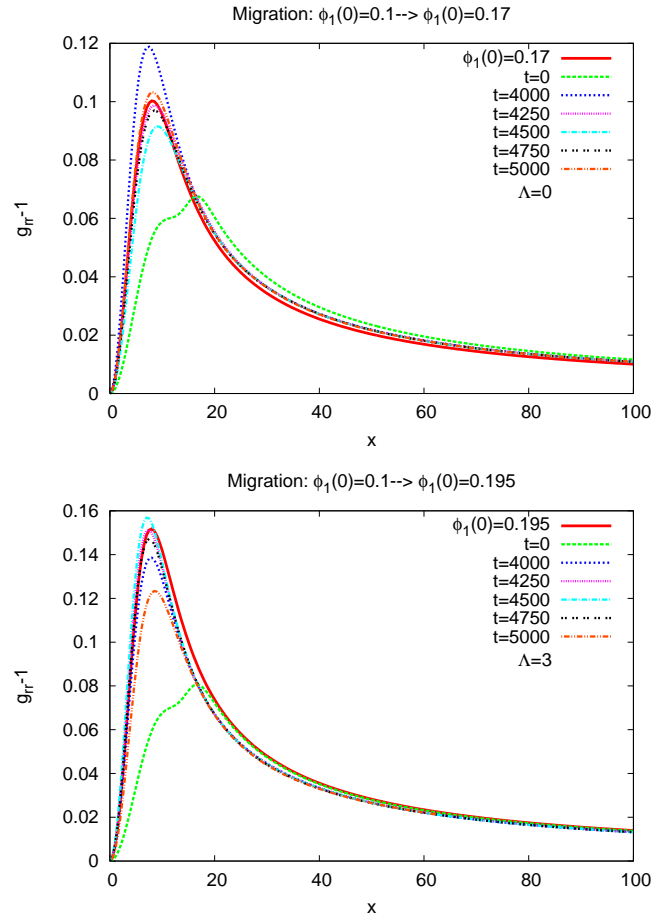 Migration: ϕ₁(0)=0.1--> ϕ₁(0)=0.17
0.12
0.1
0.08
0.06
0.04
0.02
0
gᵣᵣ-1
ϕ₁(0)=0.17
t=0
t=4000
t=4250
t=4500
t=4750
t=5000
Λ=0
0 20 40 60 80 100
x
Migration: ϕ₁(0)=0.1--> ϕ₁(0)=0.195
0.16
0.14
0.12
0.1
0.08
0.06
0.04
0.02
0
gᵣᵣ-1
ϕ₁(0)=0.195
t=0
t=4000
t=4250
t=4500
t=4750
t=5000
Λ=3
0 20 40 60 80 100
x